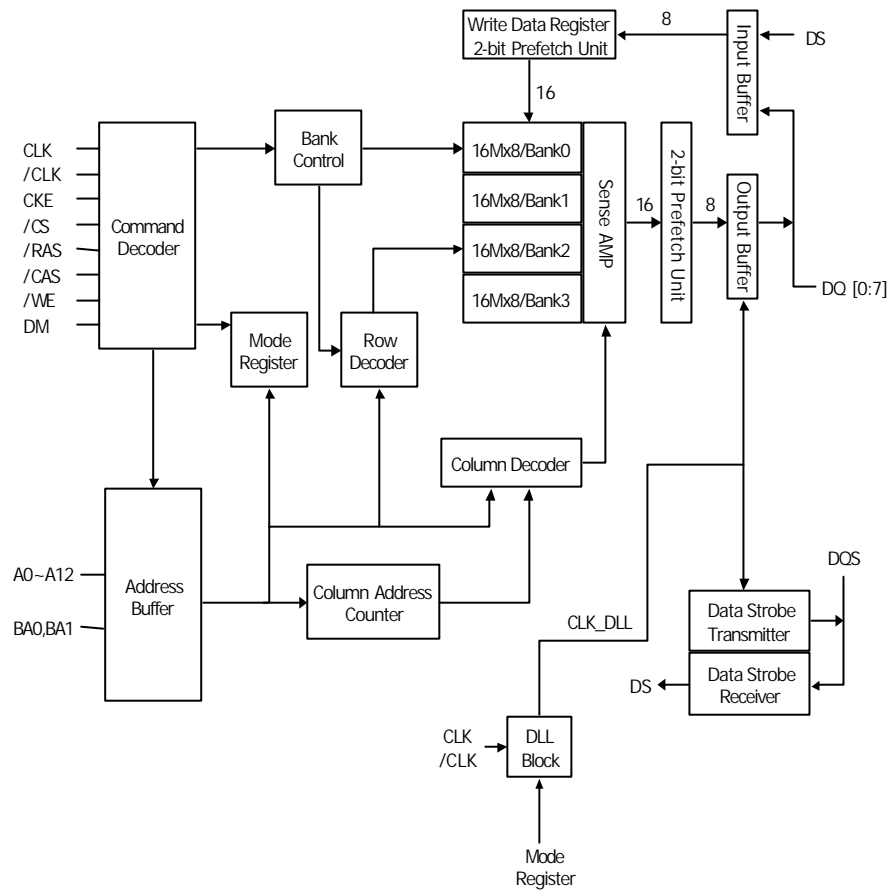 Write Data Register
2-bit Prefetch Unit
8
Input Buffer
DS
16
Bank
Control
16Mx8/Bank0
16Mx8/Bank1
16Mx8/Bank2
16Mx8/Bank3
Sense AMP
16
2-bit Prefetch Unit
8
Output Buffer
DQ [0:7]
CLK
/CLK
CKE
/CS
/RAS
/CAS
/WE
DM
Command
Decoder
Mode
Register
Row
Decoder
Column Decoder
A0~A12
BA0,BA1
Address
Buffer
Column Address
Counter
CLK_DLL
DQS
Data Strobe
Transmitter
Data Strobe
Receiver
DS
CLK
/CLK
DLL
Block
Mode
Register